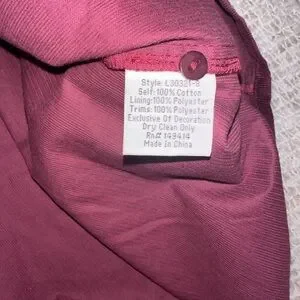 Style: L30321-B
Self:100% Cotton
Lining:100% Polyester
Trims:100% Polyester
Exclusive Of Decoration
Dry Clean Only
Rn# 149414
Made In China